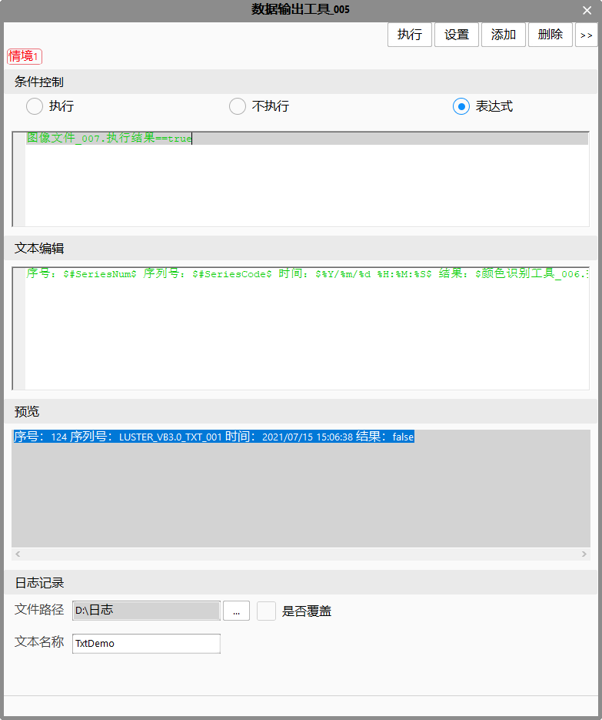 数据输出工具_005
执行 设置 添加 删除 >>
情境1
条件控制
执行 不执行 表达式
图像文件_007.执行结果==true
文本编辑
序号：$#SeriesNum$ 序列号：$#SeriesCode$ 时间：$%Y/%m/%d %H:%M:%S$ 结果：$颜色识别工具_006.
预览
序号：124 序列号：LUSTER_VB3.0_TXT_001 时间：2021/07/15 15:06:38 结果：false
日志记录
文件路径 D:\日志 ... 是否覆盖
文本名称 TxtDemo